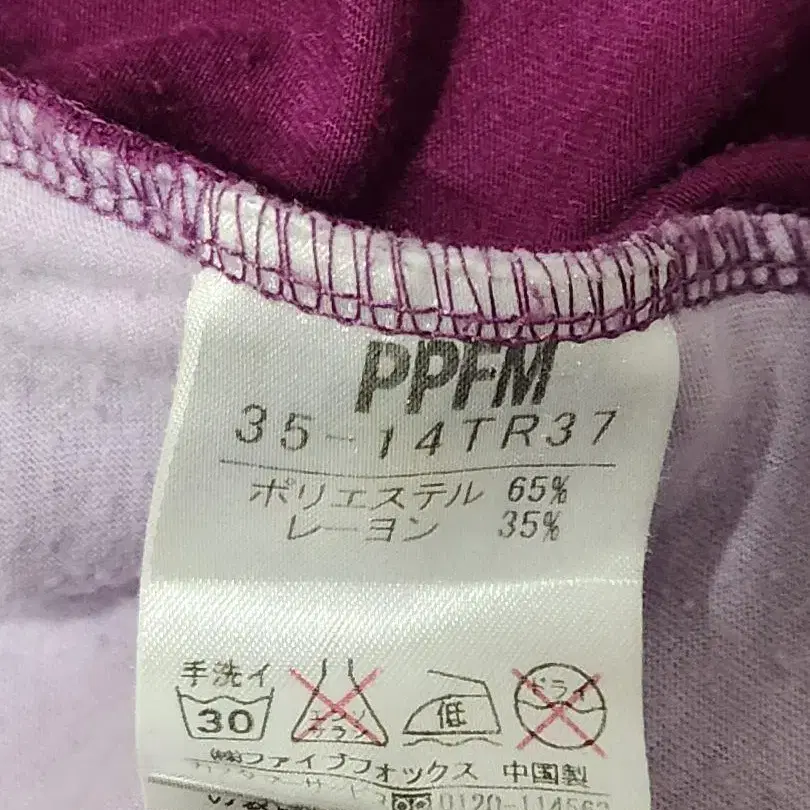 PPFM
35-14TR37
ポリエステル 65%
レーヨン 35%
手洗イ
30 エンソサラシ 低 ドライ
㈱ファイブフォックス 中国製